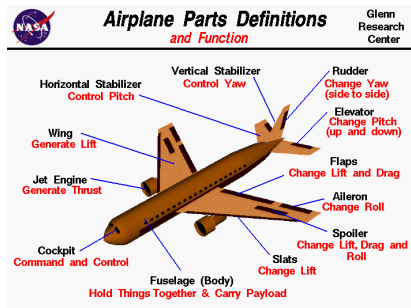 NASA
Airplane Parts Definitions
and Function
Glenn
Research
Center
Vertical Stabilizer
Control Yaw
Rudder
Change Yaw
(side to side)
Horizontal Stabilizer
Control Pitch
Elevator
Change Pitch
(up and down)
Wing
Generate Lift
Flaps
Change Lift and Drag
Jet Engine
Generate Thrust
Aileron
Change Roll
Spoiler
Change Lift, Drag and
Roll
Cockpit
Command and Control
Slats
Change Lift
Fuselage (Body)
Hold Things Together & Carry Payload